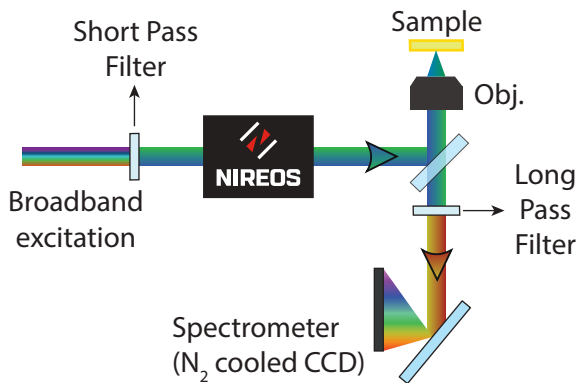 Short Pass
Filter
Sample
Obj.
NIREOS
Broadband
excitation
Long
Pass
Filter
Spectrometer
(N₂ cooled CCD)